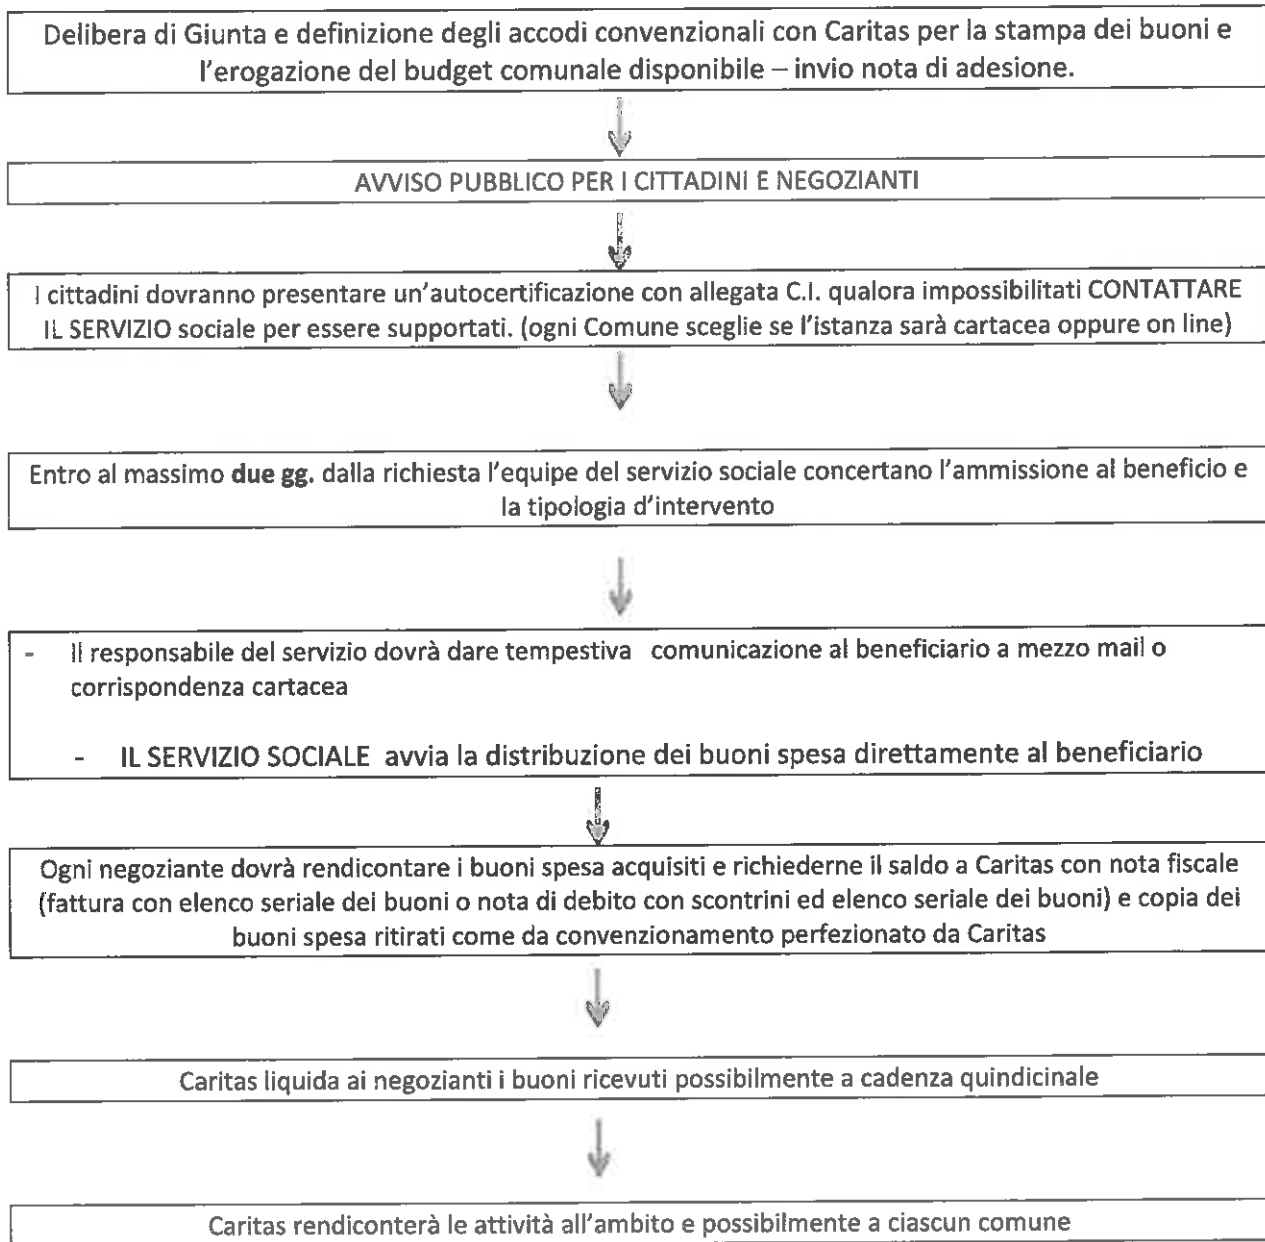 Delibera di Giunta e definizione degli accodi convenzionali con Caritas per la stampa dei buoni e
l'erogazione del budget comunale disponibile – invio nota di adesione.
AVVISO PUBBLICO PER I CITTADINI E NEGOZIANTI
I cittadini dovranno presentare un'autocertificazione con allegata C.I. qualora impossibilitati CONTATTARE
IL SERVIZIO sociale per essere supportati. (ogni Comune sceglie se l'istanza sarà cartacea oppure on line)
Entro al massimo due gg. dalla richiesta l'equipe del servizio sociale concertano l'ammissione al beneficio e
la tipologia d'intervento
- Il responsabile del servizio dovrà dare tempestiva comunicazione al beneficiario a mezzo mail o
corrispondenza cartacea
- IL SERVIZIO SOCIALE avvia la distribuzione dei buoni spesa direttamente al beneficiario
Ogni negoziante dovrà rendicontare i buoni spesa acquisiti e richiederne il saldo a Caritas con nota fiscale
(fattura con elenco seriale dei buoni o nota di debito con scontrini ed elenco seriale dei buoni) e copia dei
buoni spesa ritirati come da convenzionamento perfezionato da Caritas
Caritas liquida ai negozianti i buoni ricevuti possibilmente a cadenza quindicinale
Caritas rendiconterà le attività all'ambito e possibilmente a ciascun comune